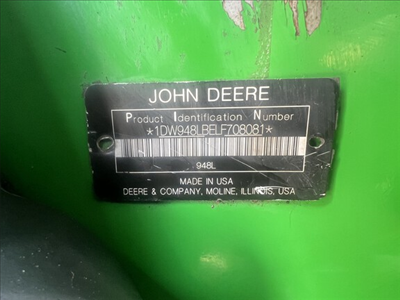 JOHN DEERE
Product Identification Number
*1DW948LBELF708081*
948L
MADE IN USA
DEERE & COMPANY, MOLINE, ILLINOIS, USA